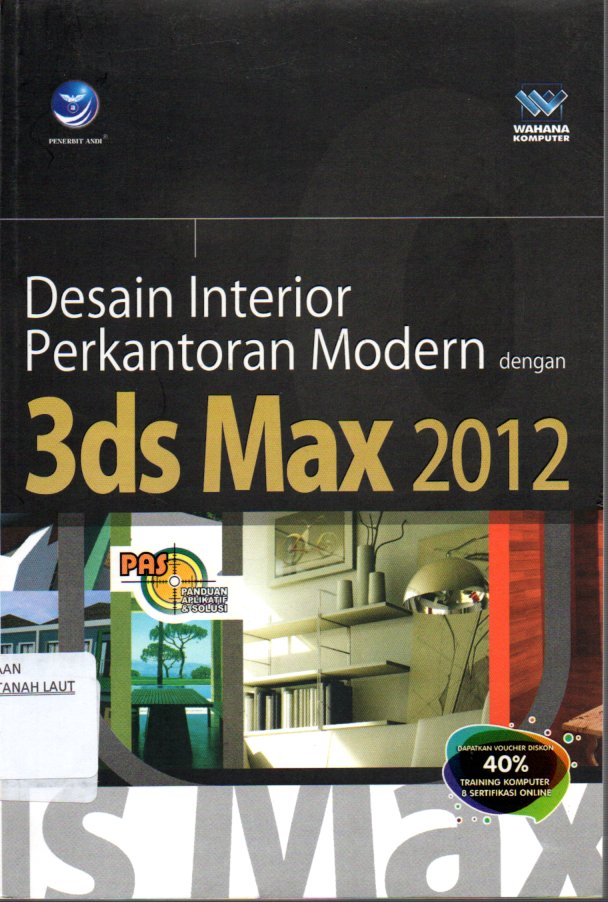 PENERBIT ANDI®
WAHANA
KOMPUTER
Desain Interior
Perkantoran Modern dengan
3ds Max 2012
PAS
PANDUAN
APLIKATIF
& SOLUSI
AAN
TANAH LAUT
DAPATKAN VOUCHER DISKON
40%
TRAINING KOMPUTER
& SERTIFIKASI ONLINE
ds Max